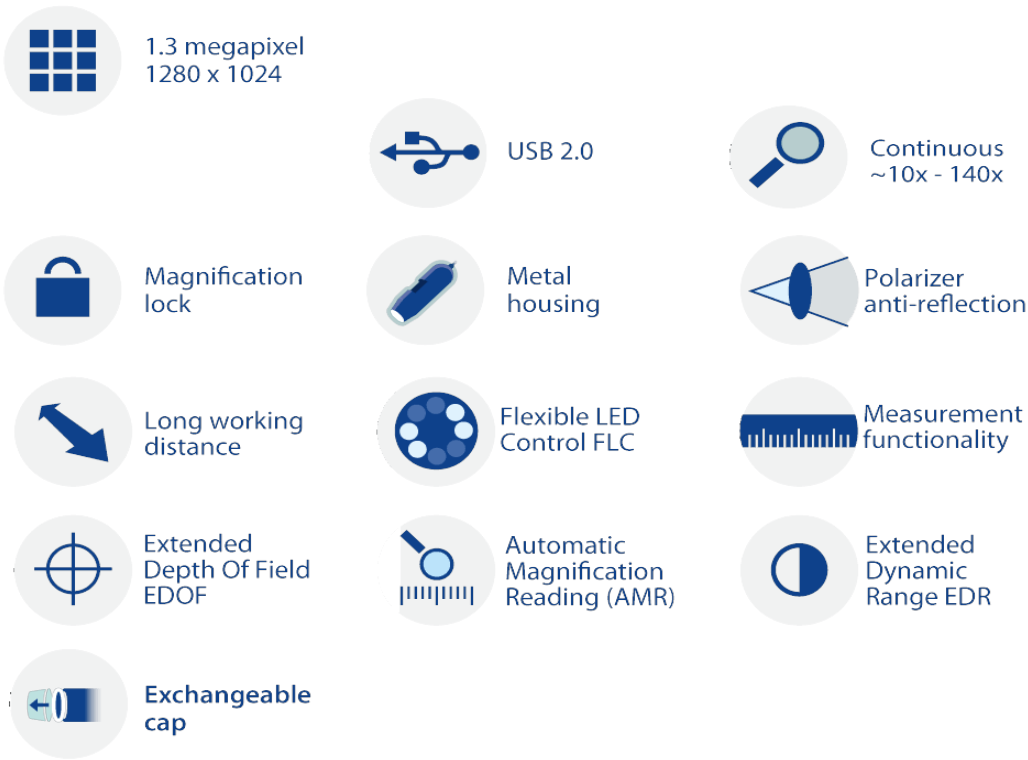 1.3 megapixel
1280 x 1024
USB 2.0
Continuous
~10x - 140x
Magnification
lock
Metal
housing
Polarizer
anti-reflection
Long working
distance
Flexible LED
Control FLC
Measurement
functionality
Extended
Depth Of Field
EDOF
Automatic
Magnification
Reading (AMR)
Extended
Dynamic
Range EDR
Exchangeable
cap